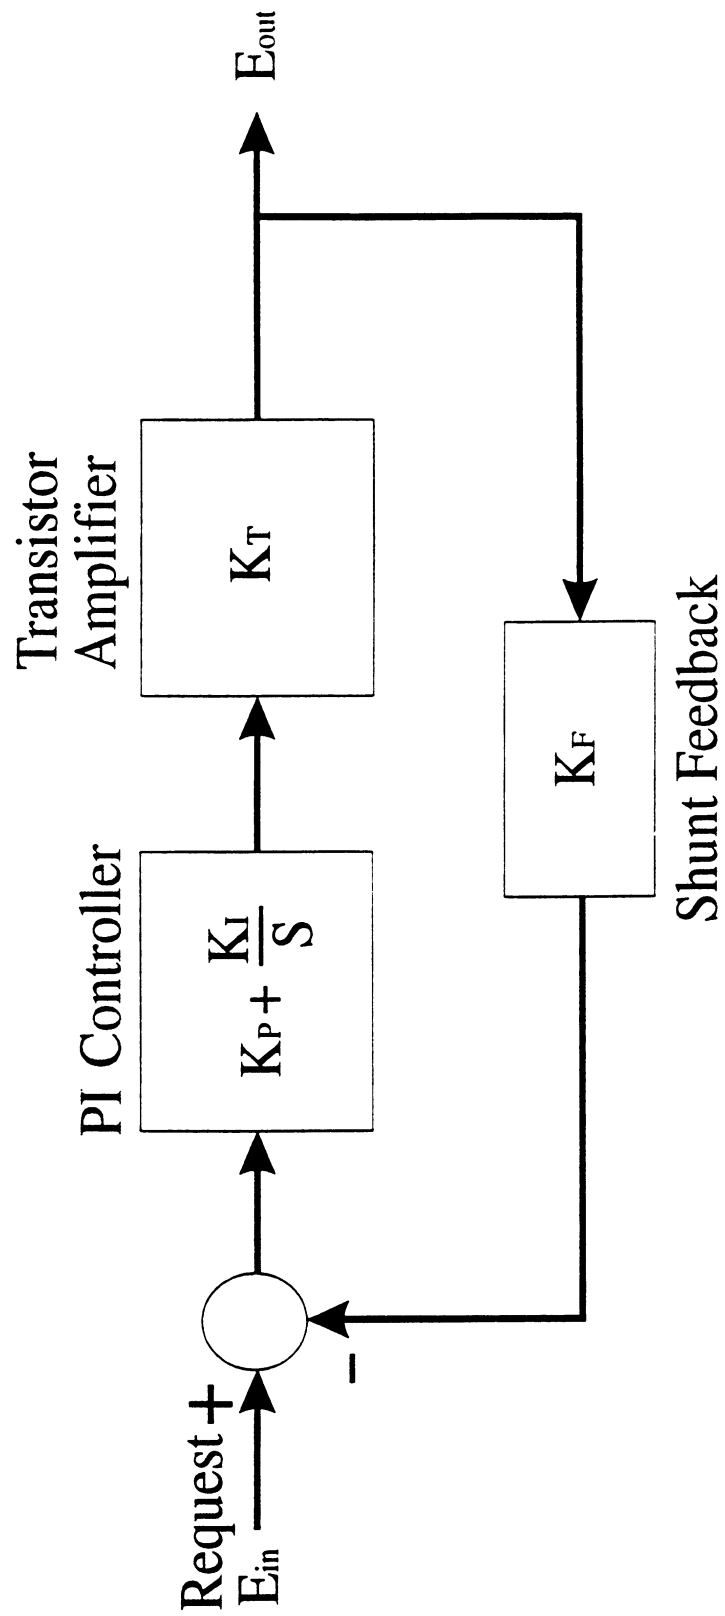 Request +
Ein
-
PI Controller
KP + KI
S
Transistor
Amplifier
KT
Eout
KF
Shunt Feedback